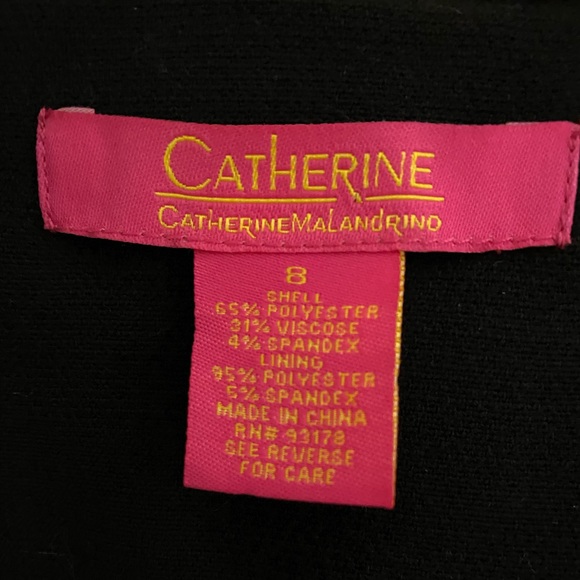 CATHERINE
CATHERINEMALANDRINO
8
SHELL
65% POLYESTER
31% VISCOSE
4% SPANDEX
LINING
95% POLYESTER
5% SPANDEX
MADE IN CHINA
RN# 93178
SEE REVERSE
FOR CARE